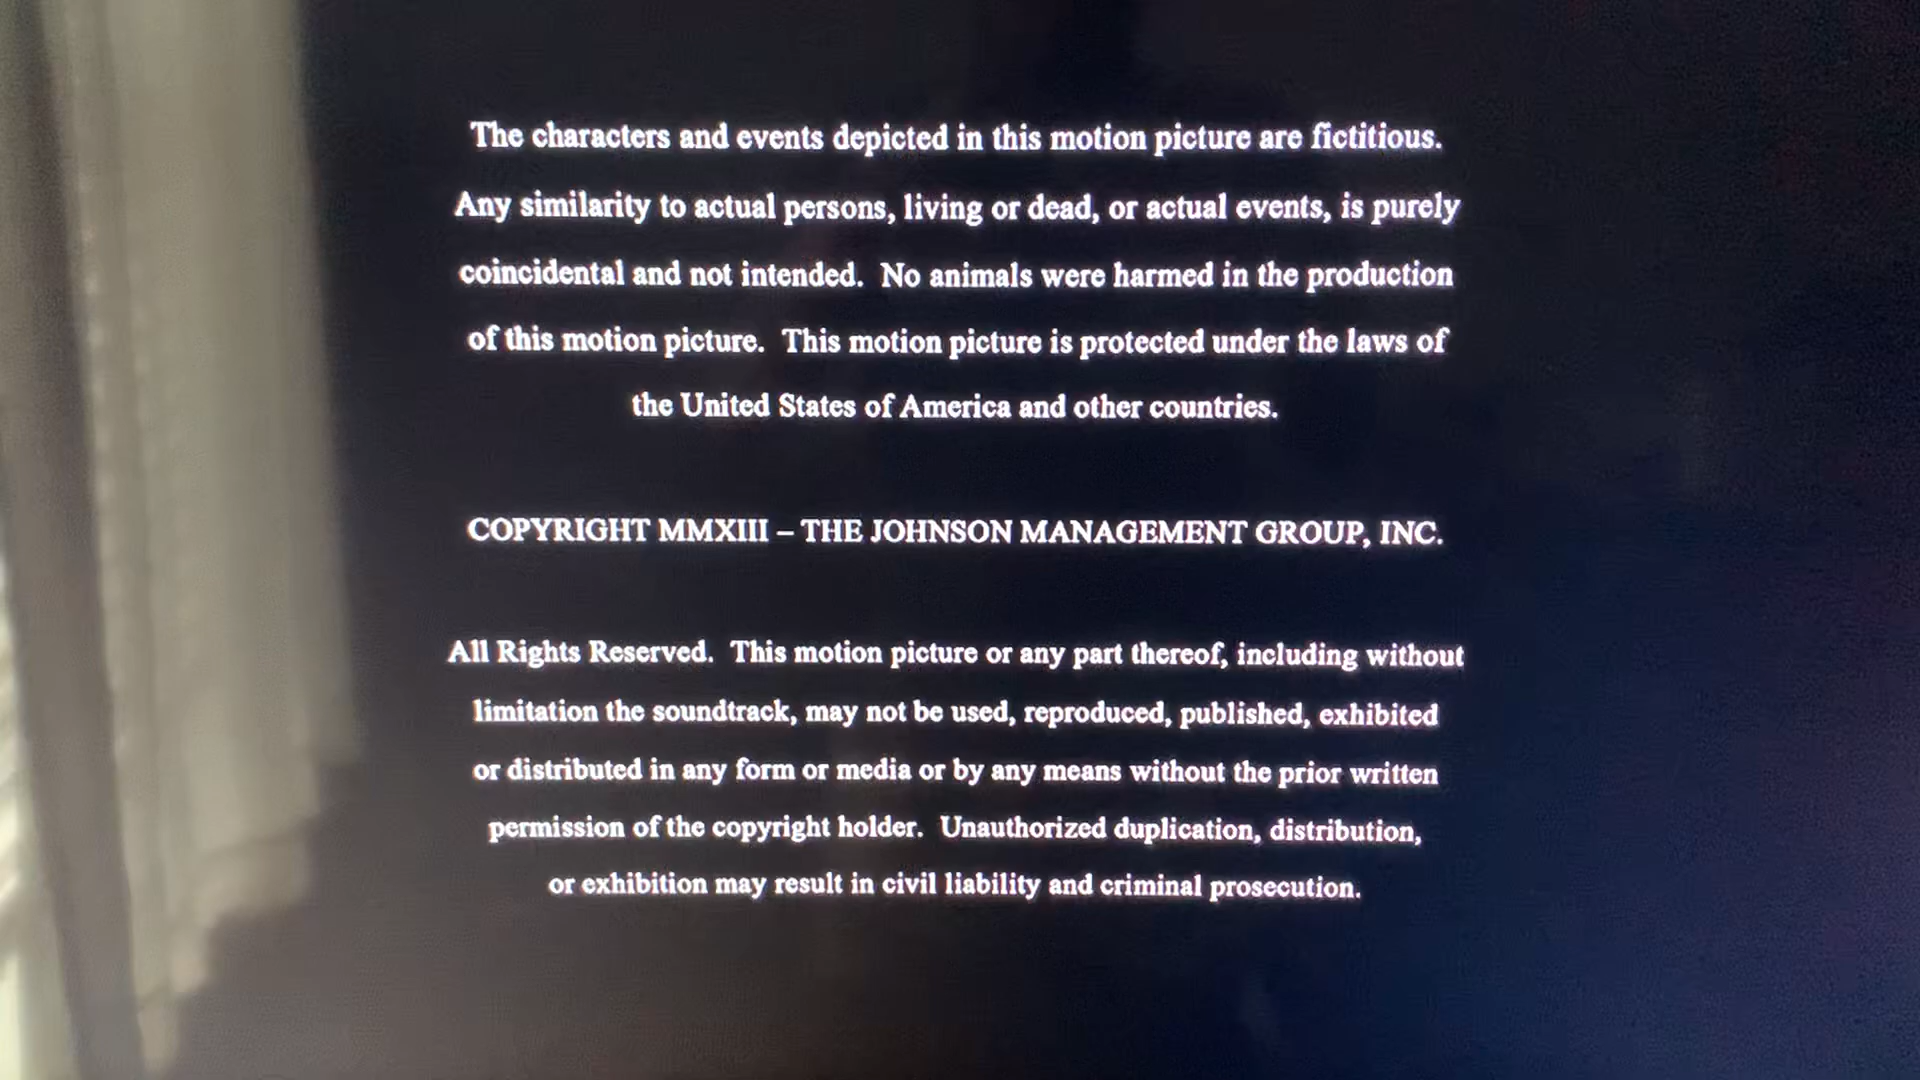 The characters and events depicted in this motion picture are fictitious.
Any similarity to actual persons, living or dead, or actual events, is purely
coincidental and not intended.  No animals were harmed in the production
of this motion picture.  This motion picture is protected under the laws of
the United States of America and other countries.
COPYRIGHT MMXIII – THE JOHNSON MANAGEMENT GROUP, INC.
All Rights Reserved.  This motion picture or any part thereof, including without
limitation the soundtrack, may not be used, reproduced, published, exhibited
or distributed in any form or media or by any means without the prior written
permission of the copyright holder.  Unauthorized duplication, distribution,
or exhibition may result in civil liability and criminal prosecution.